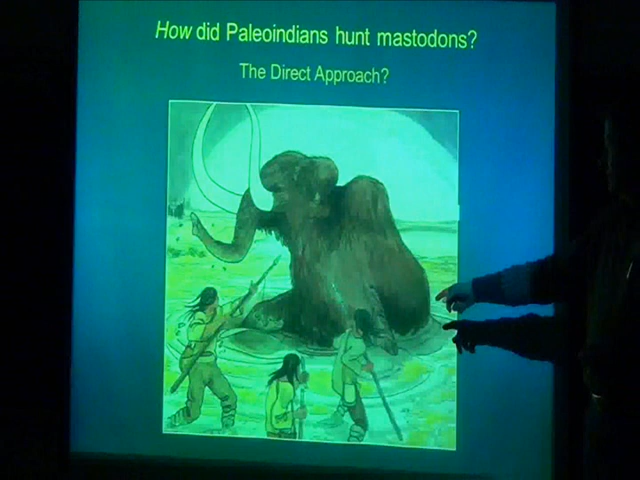 How did Paleoindians hunt mastodons?
The Direct Approach?